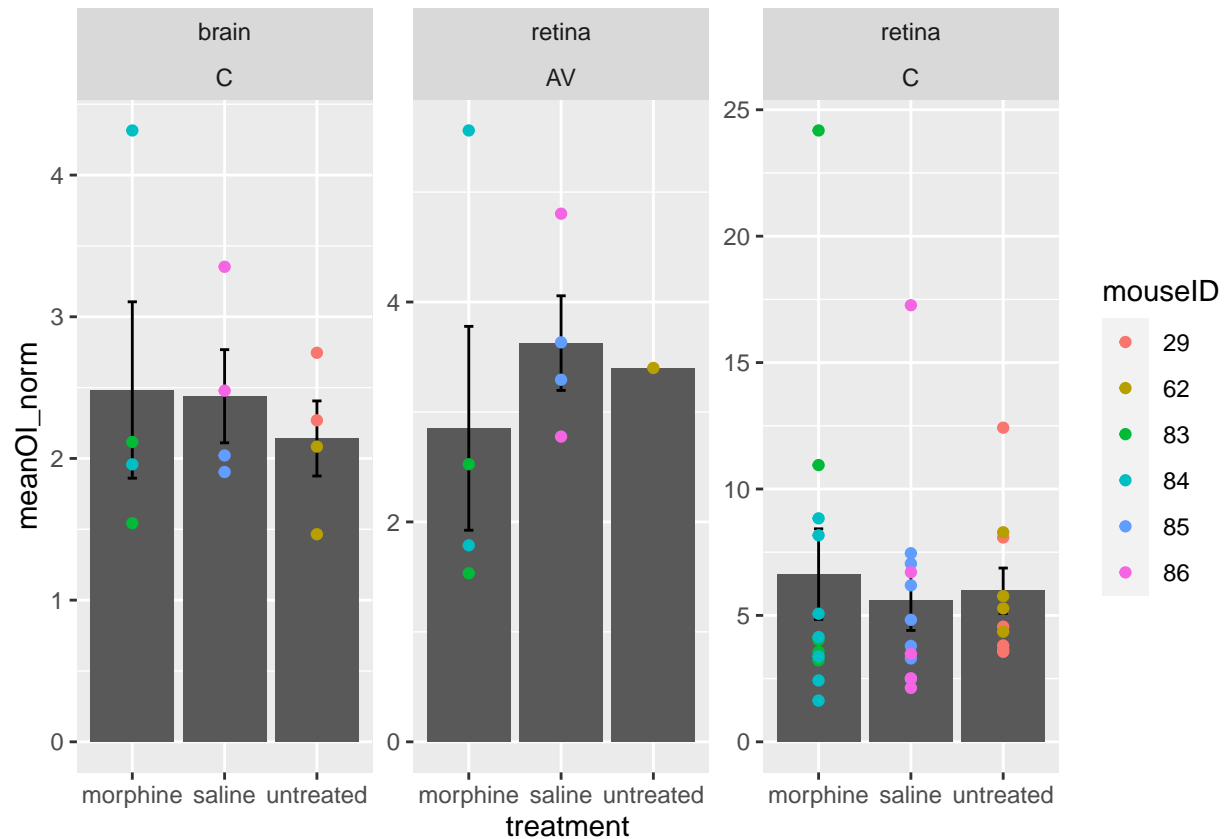 brain
C
retina
AV
retina
C
meanOI_norm
4
3
2
1
0
4
2
0
25
20
15
10
5
0
morphine saline untreated
morphine saline untreated
morphine saline untreated
treatment
mouseID
29
62
83
84
85
86